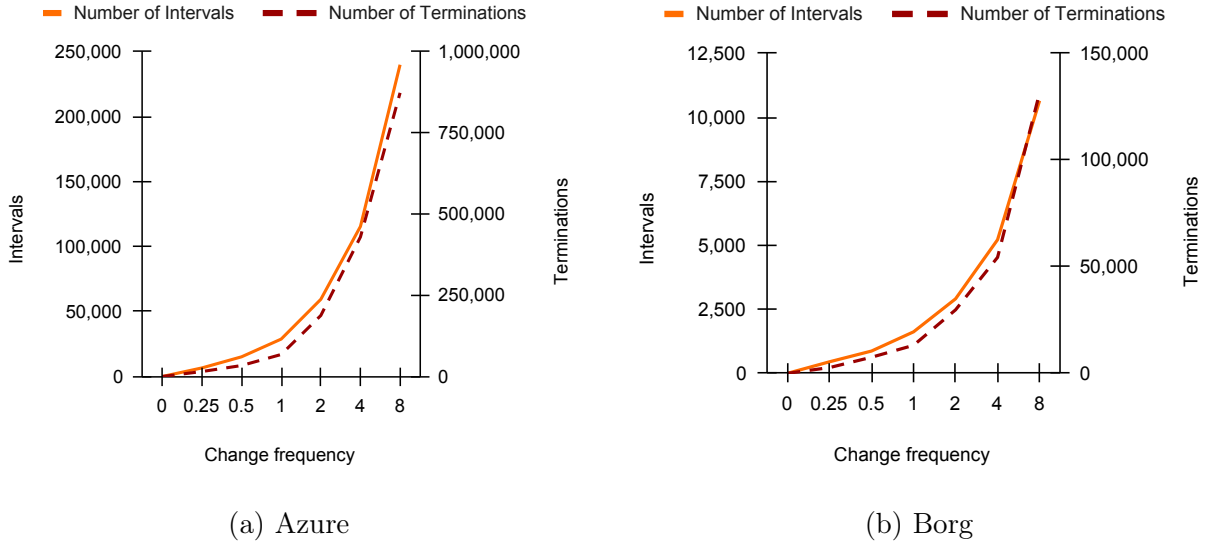 Number of Intervals Number of Terminations
250,000
200,000
150,000
100,000
50,000
0
Intervals
1,000,000
750,000
500,000
250,000
0
Terminations
0 0.25 0.5 1 2 4 8
Change frequency
(a) Azure
Number of Intervals Number of Terminations
12,500
10,000
7,500
5,000
2,500
0
Intervals
150,000
100,000
50,000
0
Terminations
0 0.25 0.5 1 2 4 8
Change frequency
(b) Borg